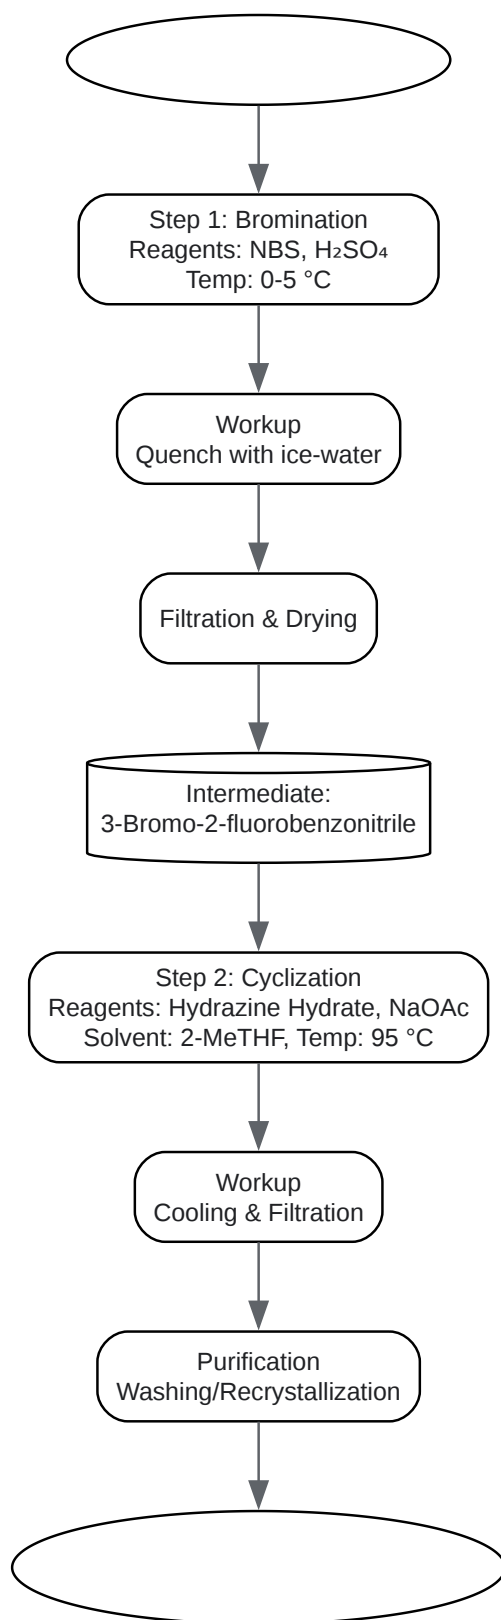 Step 1: Bromination
Reagents: NBS, H₂SO₄
Temp: 0-5 °C
Workup
Quench with ice-water
Filtration & Drying
Intermediate:
3-Bromo-2-fluorobenzonitrile
Step 2: Cyclization
Reagents: Hydrazine Hydrate, NaOAc
Solvent: 2-MeTHF, Temp: 95 °C
Workup
Cooling & Filtration
Purification
Washing/Recrystallization